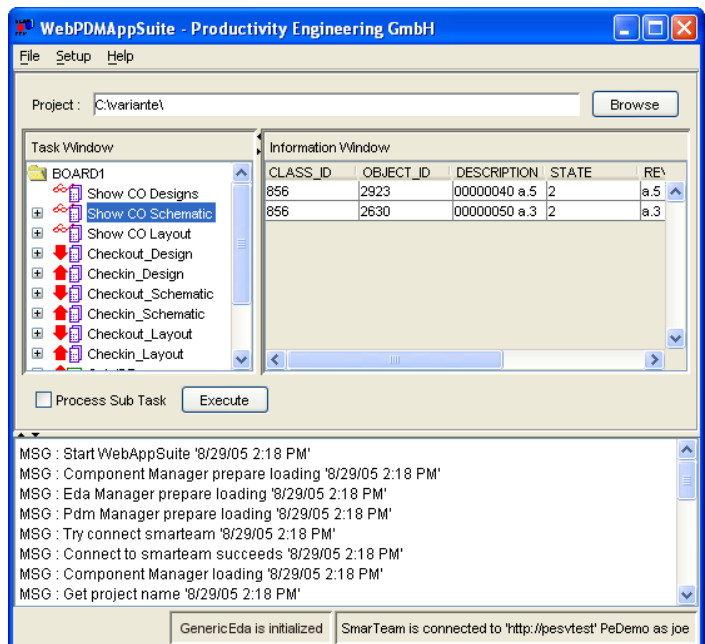 WebPDMAppSuite - Productivity Engineering GmbH
File Setup Help
Project : C:\variante\ Browse
Task Window
BOARD1
Show CO Designs
Show CO Schematic
Show CO Layout
Checkout_Design
Checkin_Design
Checkout_Schematic
Checkin_Schematic
Checkout_Layout
Checkin_Layout
Information Window
CLASS_ID OBJECT_ID DESCRIPTION STATE REV
856 2923 00000040 a.5 2 a.5
856 2630 00000050 a.3 2 a.3
Process Sub Task Execute
MSG : Start WebAppSuite '8/29/05 2:18 PM'
MSG : Component Manager prepare loading '8/29/05 2:18 PM'
MSG : Eda Manager prepare loading '8/29/05 2:18 PM'
MSG : Pdm Manager prepare loading '8/29/05 2:18 PM'
MSG : Try connect smarteam '8/29/05 2:18 PM'
MSG : Connect to smarteam succeeds '8/29/05 2:18 PM'
MSG : Component Manager loading '8/29/05 2:18 PM'
MSG : Get project name '8/29/05 2:18 PM'
GenericEda is initialized SmarTeam is connected to 'http://pesvtest' PeDemo as joe